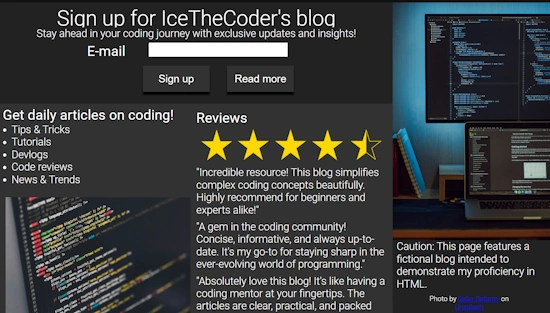 Sign up for IceTheCoder's blog
Stay ahead in your coding journey with exclusive updates and insights!
E-mail
Sign up
Read more
Get daily articles on coding!
Tips & Tricks
Tutorials
Devlogs
Code reviews
News & Trends
Reviews
"Incredible resource! This blog simplifies
complex coding concepts beautifully.
Highly recommend for beginners and
experts alike!"
"A gem in the coding community!
Concise, informative, and always up-to-
date. It's my go-to for staying sharp in the
ever-evolving world of programming."
"Absolutely love this blog! It's like having a
coding mentor at your fingertips. The
articles are clear, practical, and packed
Caution: This page features a
fictional blog intended to
demonstrate my proficiency in
HTML.
Photo by on